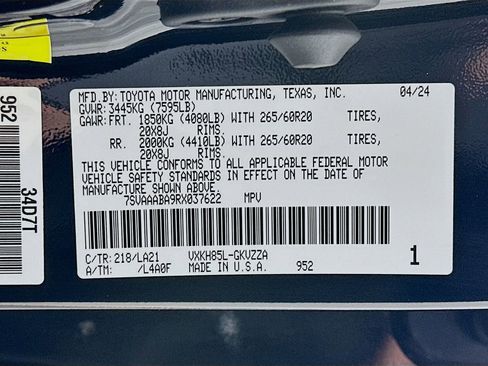 MFD.BY: TOYOTA MOTOR MANUFACTURING, TEXAS, INC. 04/24
GVWR: 3445KG (7595LB)
GAWR: FRT. 1850KG (4080LB) WITH 265/60R20 TIRES,
20X8J RIMS,
RR. 2000KG (4410LB) WITH 265/60R20 TIRES,
20X8J RIMS.
THIS VEHICLE CONFORMS TO ALL APPLICABLE FEDERAL MOTOR
VEHICLE SAFETY STANDARDS IN EFFECT ON THE DATE OF
MANUFACTURE SHOWN ABOVE.
7SVAAABA9RX037622 MPV
C/TR: 218/LA21 VXKH85L-GKVZZA
A/TM: /L4A0F MADE IN U.S.A. 952
1
952
34D7T